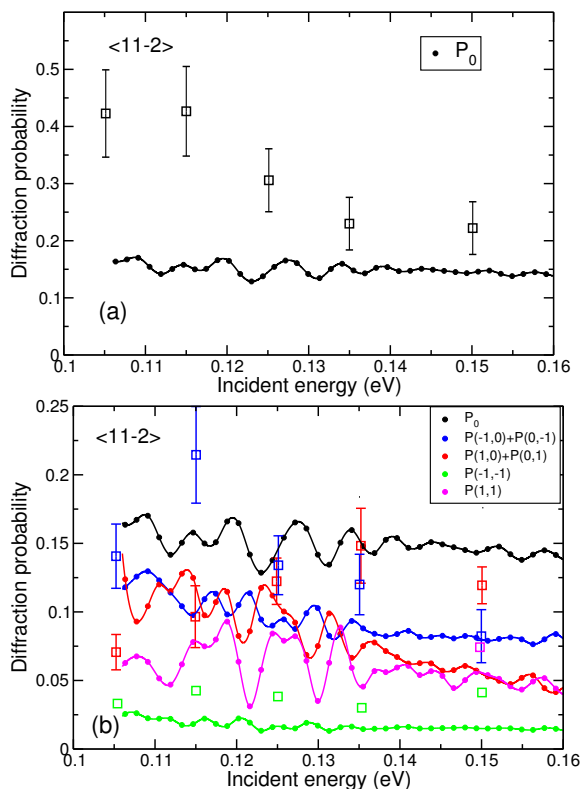 <11-2>
P0
0.5
0.4
0.3
0.2
0.1
0
Diffraction probability
(a)
0.1 0.11 0.12 0.13 0.14 0.15 0.16
Incident energy (eV)
0.25
0.2
0.15
0.1
0.05
0
Diffraction probability
<11-2>
P0
P(-1,0)+P(0,-1)
P(1,0)+P(0,1)
P(-1,-1)
P(1,1)
(b)
0.1 0.11 0.12 0.13 0.14 0.15 0.16
Incident energy (eV)